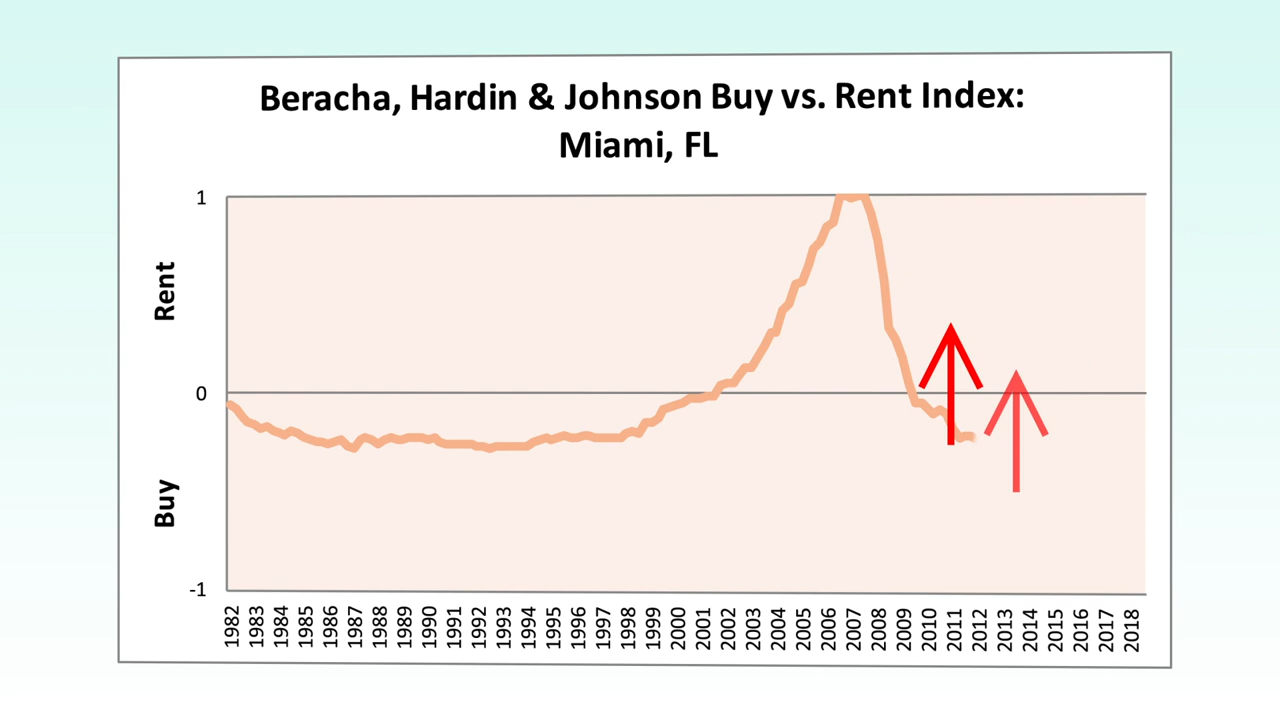 Beracha, Hardin & Johnson Buy vs. Rent Index:
Miami, FL
1
Rent
0
Buy
-1
1982 1983 1984 1985 1986 1987 1988 1989 1990 1991 1992 1993 1994 1995 1996 1997 1998 1999 2000 2001 2002 2003 2004 2005 2006 2007 2008 2009 2010 2011 2012 2013 2014 2015 2016 2017 2018